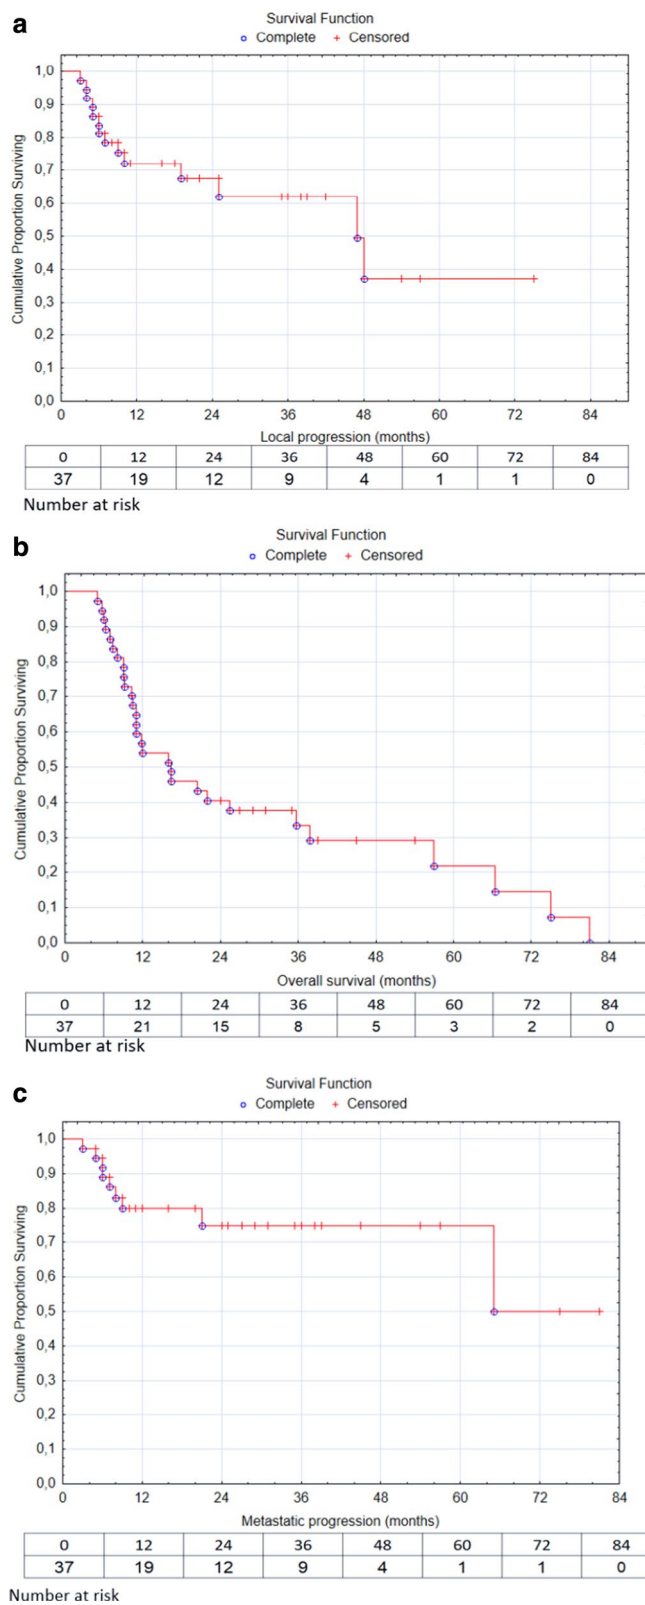 a
Survival Function
Complete Censored
1,0
0,9
0,8
0,7
0,6
0,5
0,4
0,3
0,2
0,1
0,0
Cumulative Proportion Surviving
0 12 24 36 48 60 72 84
Local progression (months)
0 12 24 36 48 60 72 84
37 19 12 9 4 1 1 0
Number at risk
b
Survival Function
Complete Censored
1,0
0,9
0,8
0,7
0,6
0,5
0,4
0,3
0,2
0,1
0,0
Cumulative Proportion Surviving
0 12 24 36 48 60 72 84
Overall survival (months)
0 12 24 36 48 60 72 84
37 21 15 8 5 3 2 0
Number at risk
c
Survival Function
Complete Censored
1,0
0,9
0,8
0,7
0,6
0,5
0,4
0,3
0,2
0,1
0,0
Cumulative Proportion Surviving
0 12 24 36 48 60 72 84
Metastatic progression (months)
0 12 24 36 48 60 72 84
37 19 12 9 4 1 1 0
Number at risk